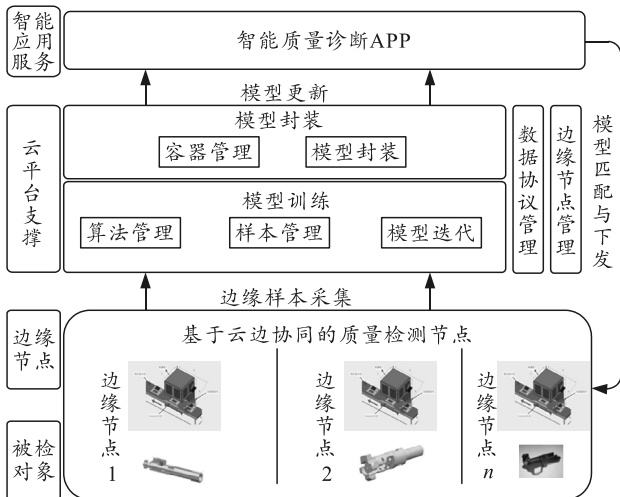 智能
应用
服务
智能质量诊断APP
模型更新
云平台支撑
模型封装
容器管理
模型封装
模型训练
算法管理
样本管理
模型迭代
数据协议管理
边缘节点管理
模型匹配与下发
边缘样本采集
边缘
节点
基于云边协同的质量检测节点
边缘节点1
边缘节点2
边缘节点n
被检
对象